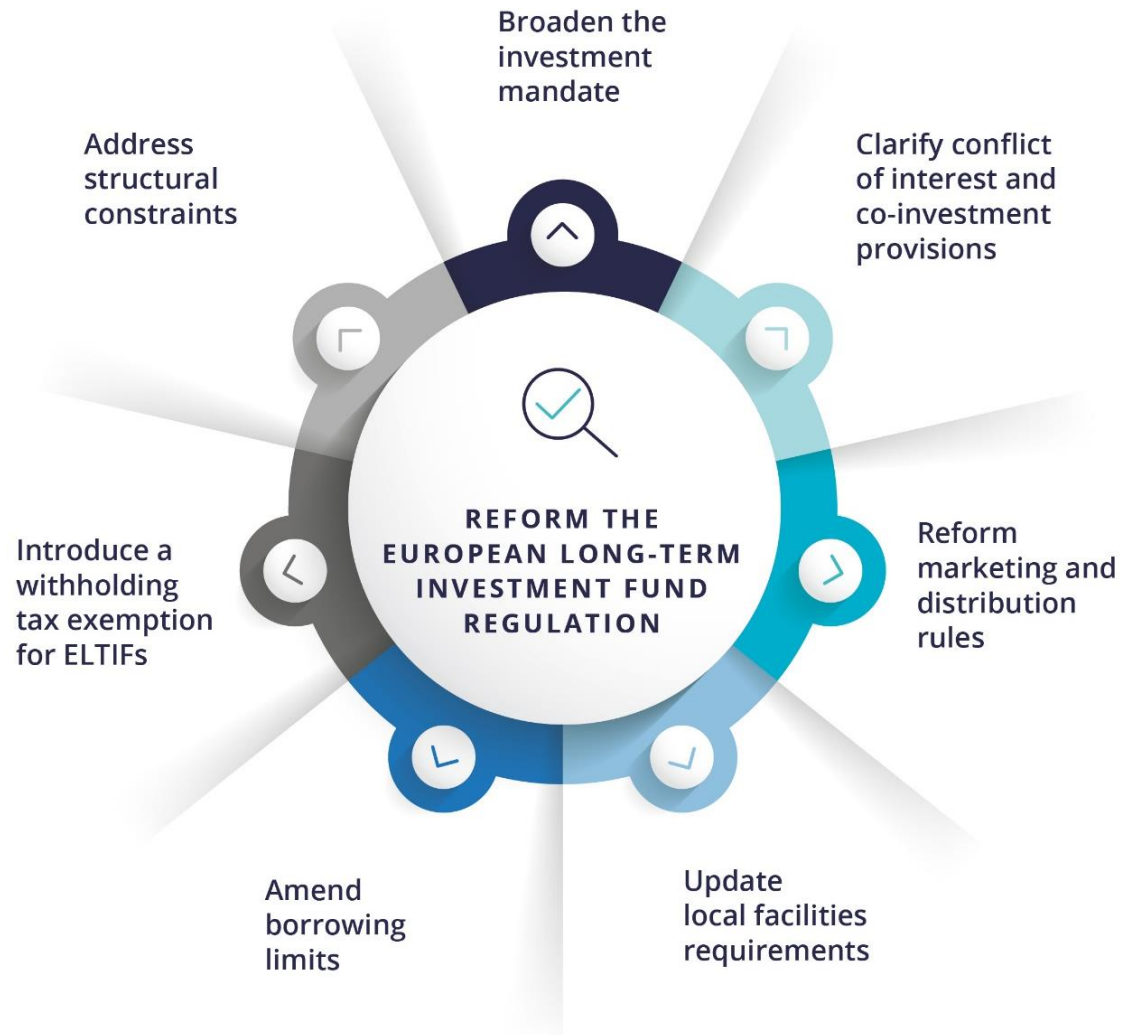 Broaden the
investment
mandate
Clarify conflict
of interest and
co-investment
provisions
Reform
marketing and
distribution
rules
Update
local facilities
requirements
Amend
borrowing
limits
Introduce a
withholding
tax exemption
for ELTIFs
Address
structural
constraints
REFORM THE
EUROPEAN LONG-TERM
INVESTMENT FUND
REGULATION